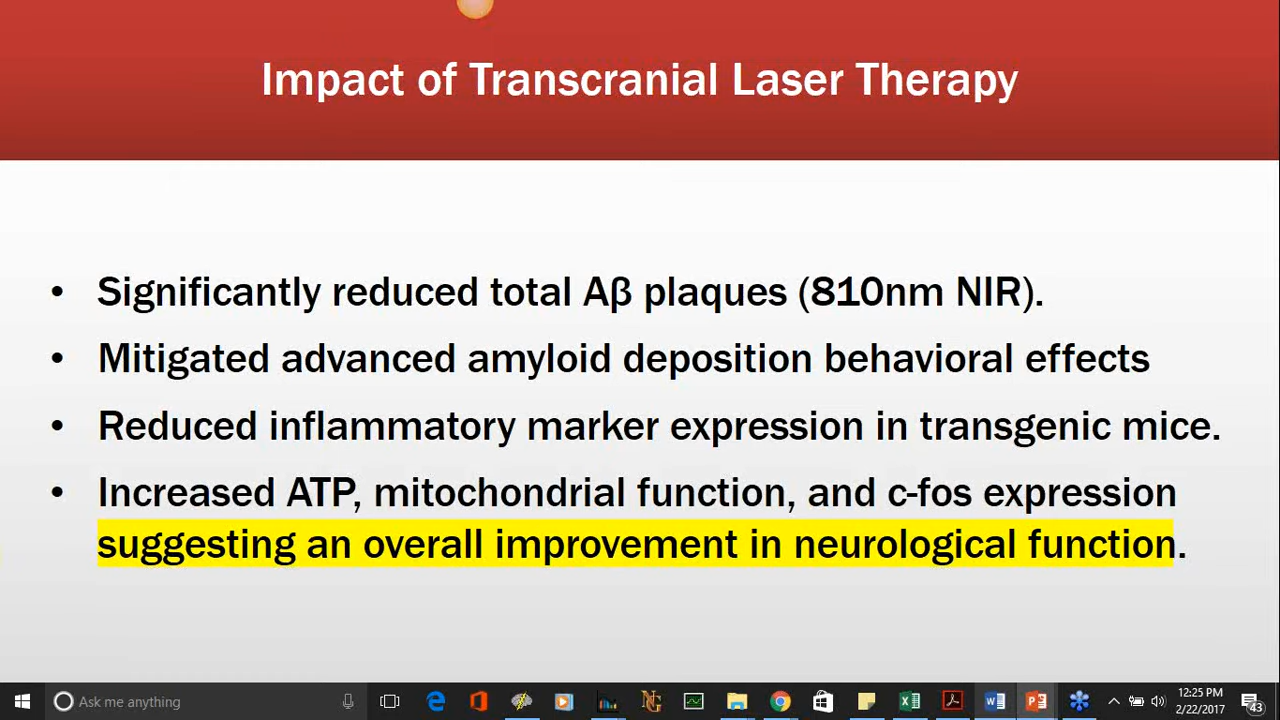 Impact of Transcranial Laser Therapy
• Significantly reduced total Aβ plaques (810nm NIR).
• Mitigated advanced amyloid deposition behavioral effects
• Reduced inflammatory marker expression in transgenic mice.
• Increased ATP, mitochondrial function, and c-fos expression
suggesting an overall improvement in neurological function.
Ask me anything
12:25 PM
2/22/2017
43